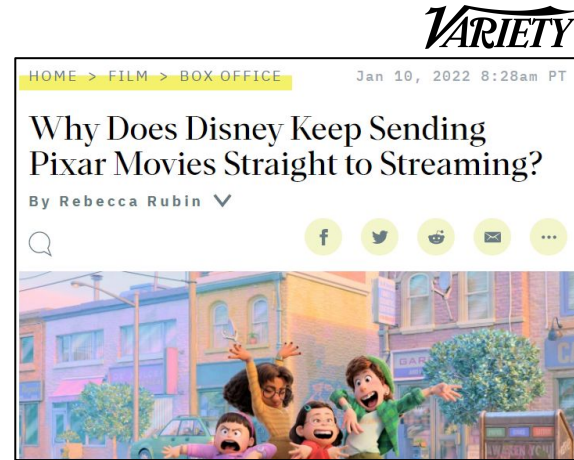 VARIETY
HOME > FILM > BOX OFFICE Jan 10, 2022 8:28am PT
Why Does Disney Keep Sending
Pixar Movies Straight to Streaming?
By Rebecca Rubin